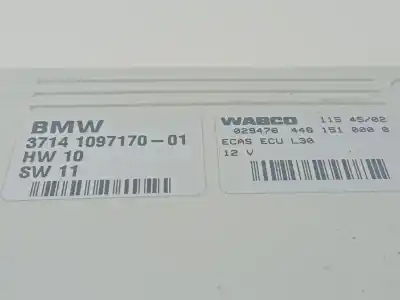 BMW
3714 1097170-01
HW 10
SW 11
WABCO 115 45/02
029476 446 151 000 0
ECAS ECU L30
12 V